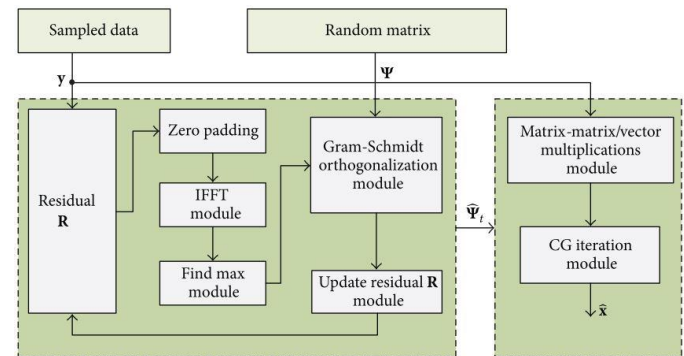 Sampled data
Random matrix
y
Ψ
Residual
R
Zero padding
IFFT
module
Find max
module
Gram-Schmidt
orthogonalization
module
Update residual R
module
Ψ̂t
Matrix-matrix/vector
multiplications
module
CG iteration
module
x̂